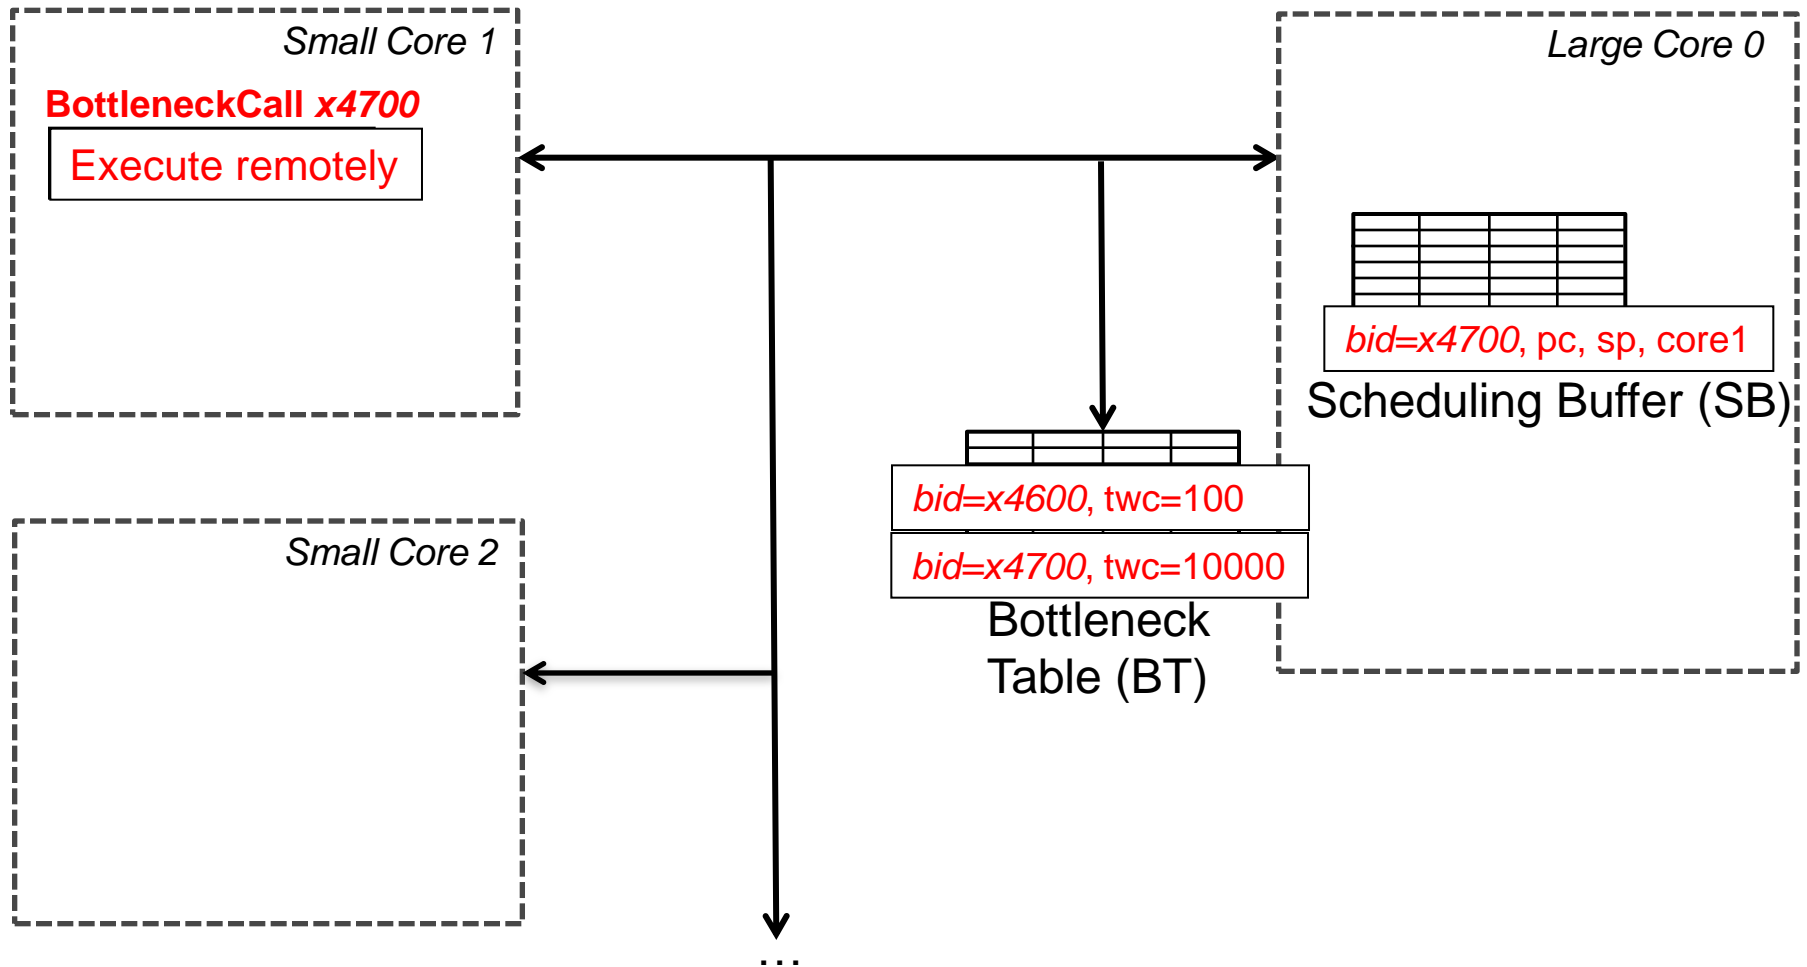 Small Core 1
BottleneckCall x4700
Execute remotely
Large Core 0
bid=x4700, pc, sp, core1
Scheduling Buffer (SB)
bid=x4600, twc=100
bid=x4700, twc=10000
Bottleneck
Table (BT)
Small Core 2
...